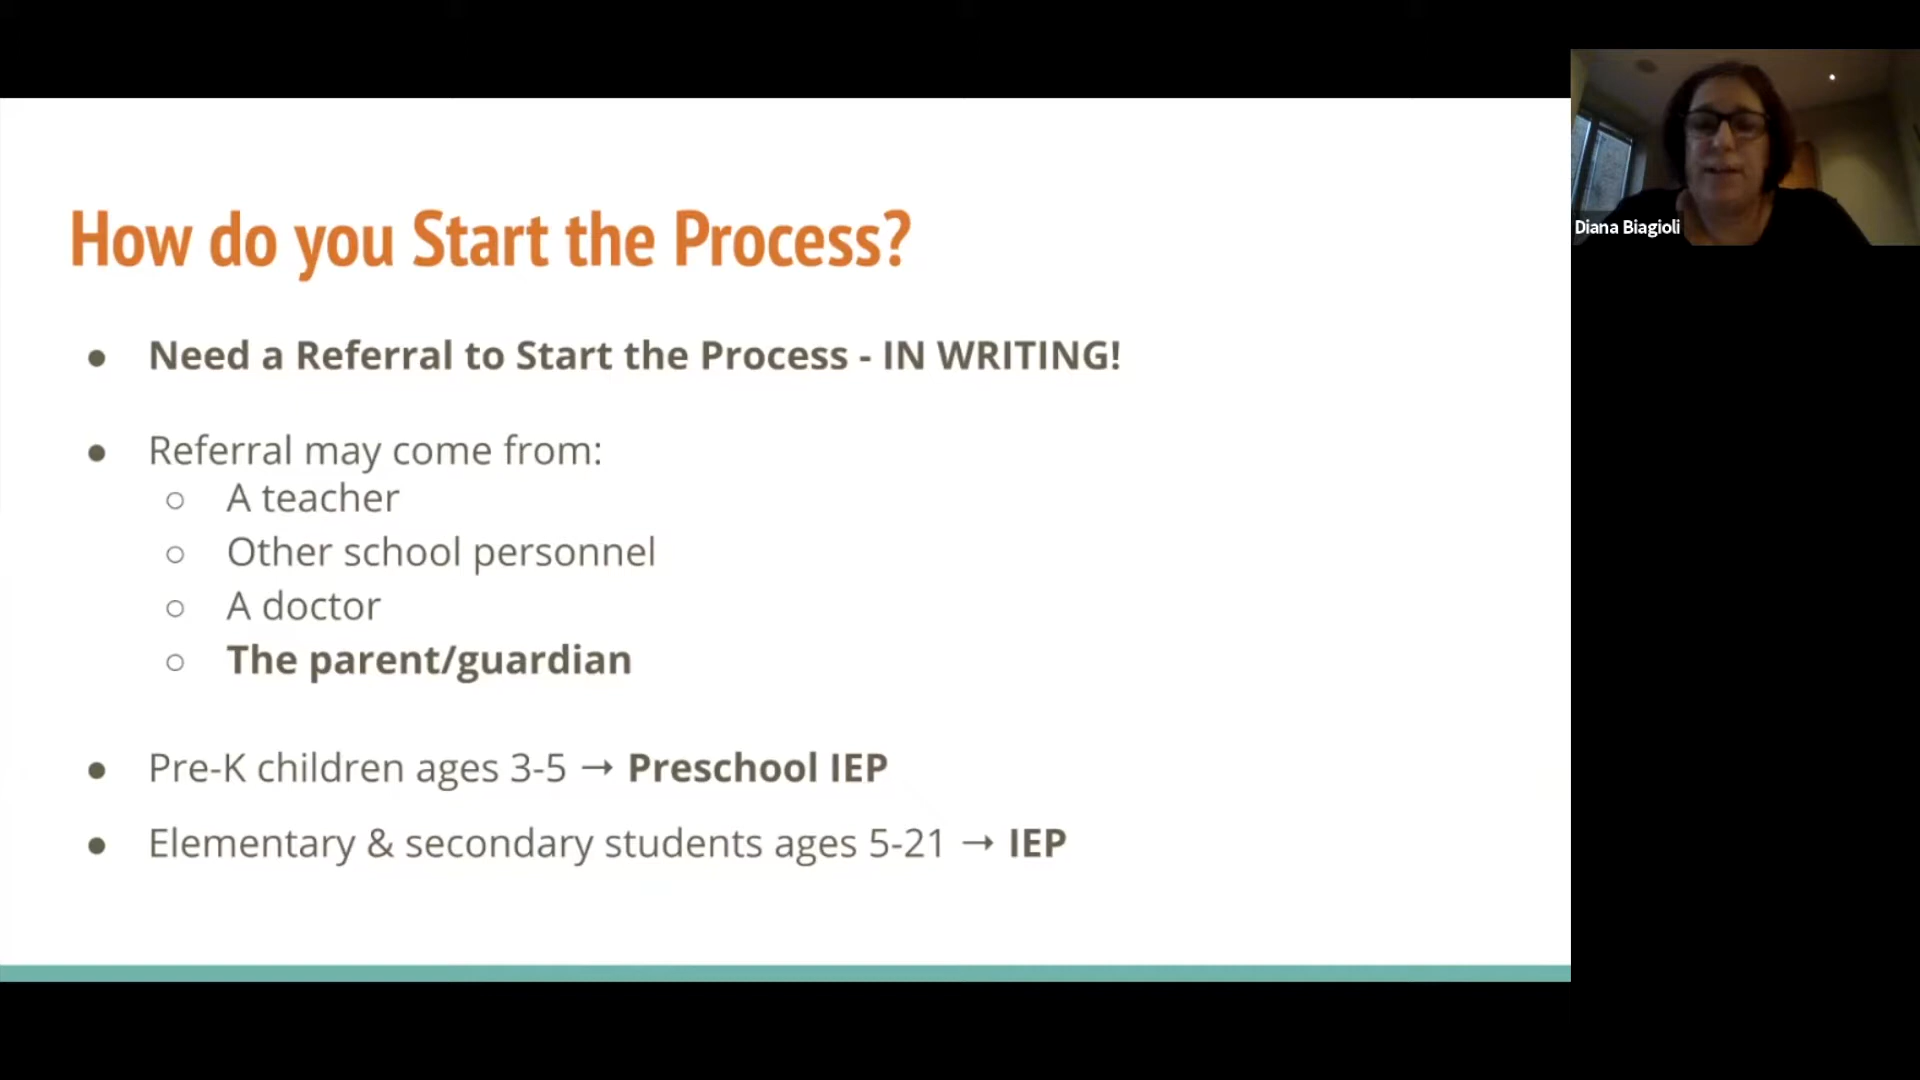 How do you Start the Process?
● Need a Referral to Start the Process - IN WRITING!
● Referral may come from:
○ A teacher
○ Other school personnel
○ A doctor
○ The parent/guardian
● Pre-K children ages 3-5 → Preschool IEP
● Elementary & secondary students ages 5-21 → IEP
Diana Biagioli